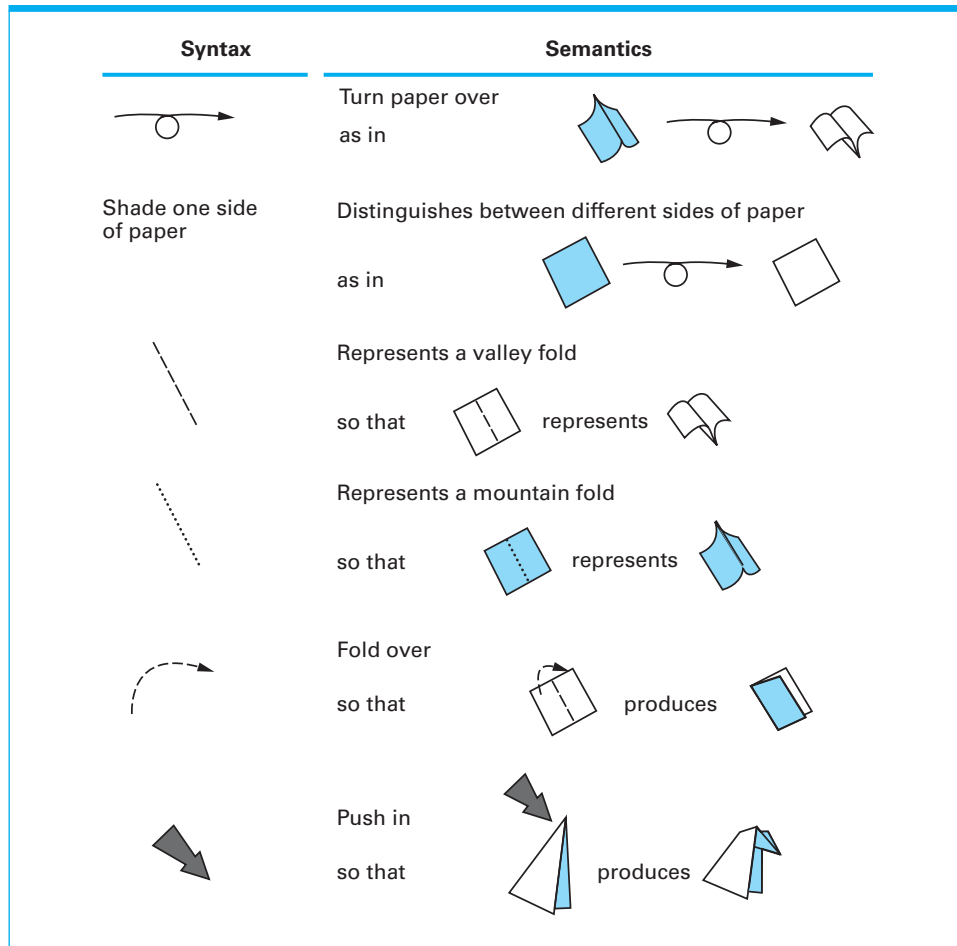 Syntax
Semantics
Turn paper over
as in
Shade one side
of paper
Distinguishes between different sides of paper
as in
Represents a valley fold
so that represents
Represents a mountain fold
so that represents
Fold over
so that produces
Push in
so that produces